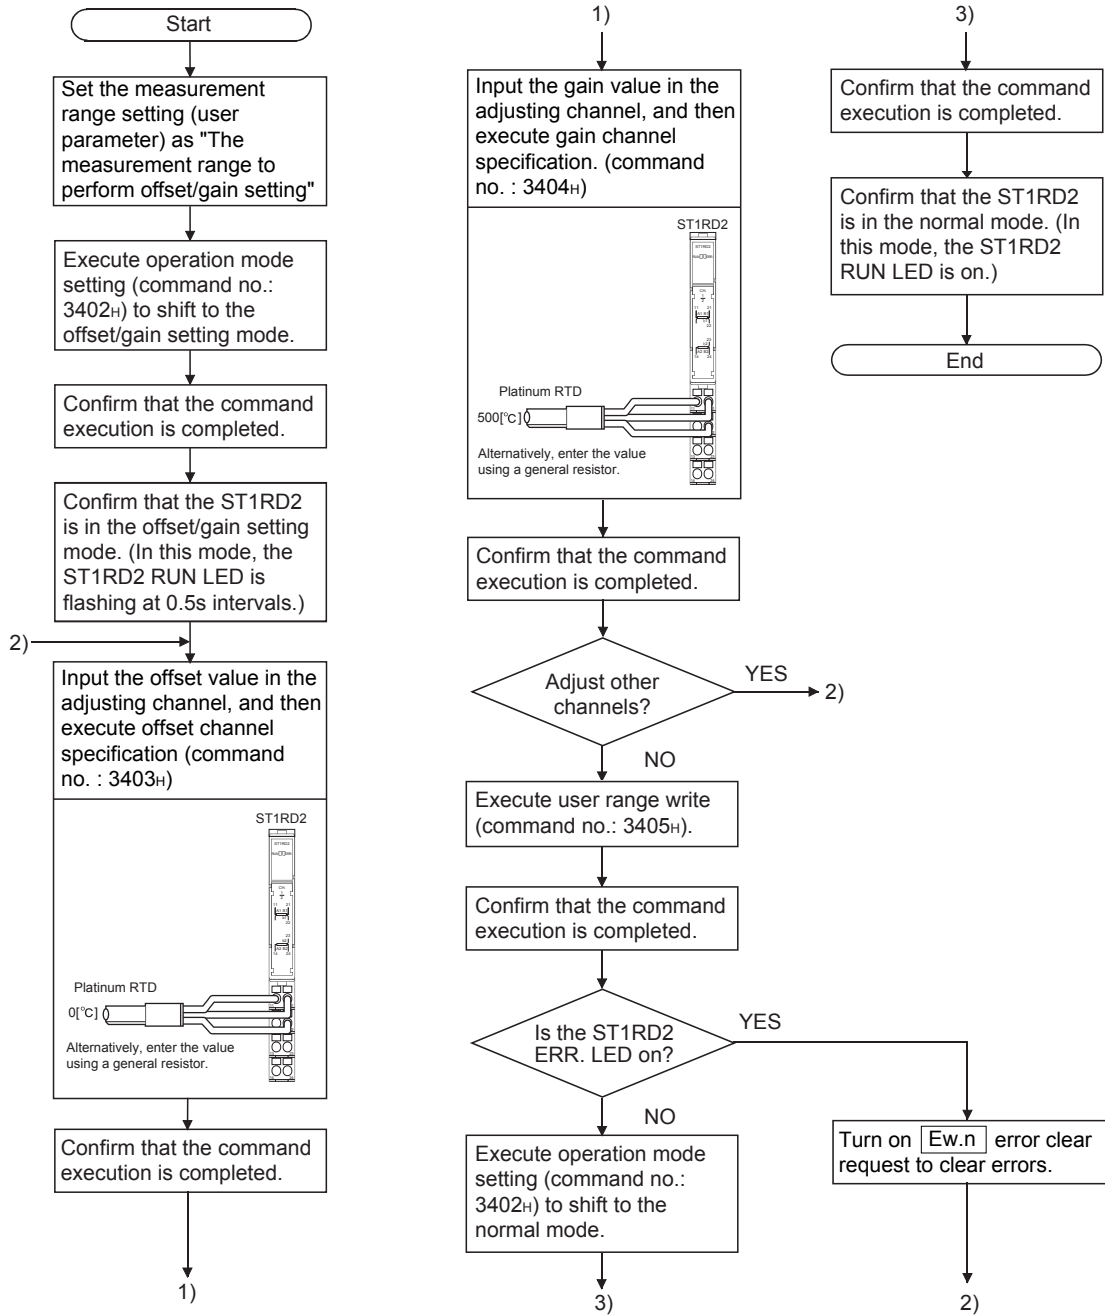 Start
Set the measurement
range setting (user
parameter) as "The
measurement range to
perform offset/gain setting"
Execute operation mode
setting (command no.:
3402H) to shift to the
offset/gain setting mode.
Confirm that the command
execution is completed.
Confirm that the ST1RD2
is in the offset/gain setting
mode. (In this mode, the
ST1RD2 RUN LED is
flashing at 0.5s intervals.)
2)
Input the offset value in the
adjusting channel, and then
execute offset channel
specification (command
no. : 3403H)
ST1RD2
Platinum RTD
0[°C]
Alternatively, enter the value
using a general resistor.
Confirm that the command
execution is completed.
1)
1)
Input the gain value in the
adjusting channel, and then
execute gain channel
specification. (command
no. : 3404H)
ST1RD2
Platinum RTD
500[°C]
Alternatively, enter the value
using a general resistor.
Confirm that the command
execution is completed.
Adjust other
channels?
YES
2)
NO
Execute user range write
(command no.: 3405H).
Confirm that the command
execution is completed.
Is the ST1RD2
ERR. LED on?
YES
NO
Execute operation mode
setting (command no.:
3402H) to shift to the
normal mode.
3)
3)
Confirm that the command
execution is completed.
Confirm that the ST1RD2
is in the normal mode. (In
this mode, the ST1RD2
RUN LED is on.)
End
Turn on Ew.n error clear
request to clear errors.
2)